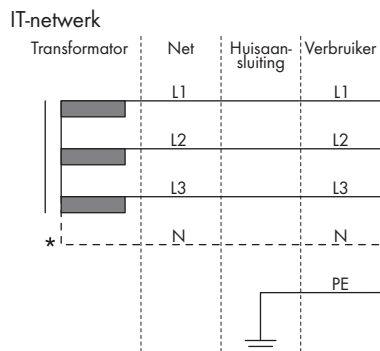 IT-netwerk
Transformator Net Huisaan- Verbruiker
sluiting
L1 L1
L2 L2
L3 L3
* N N
PE